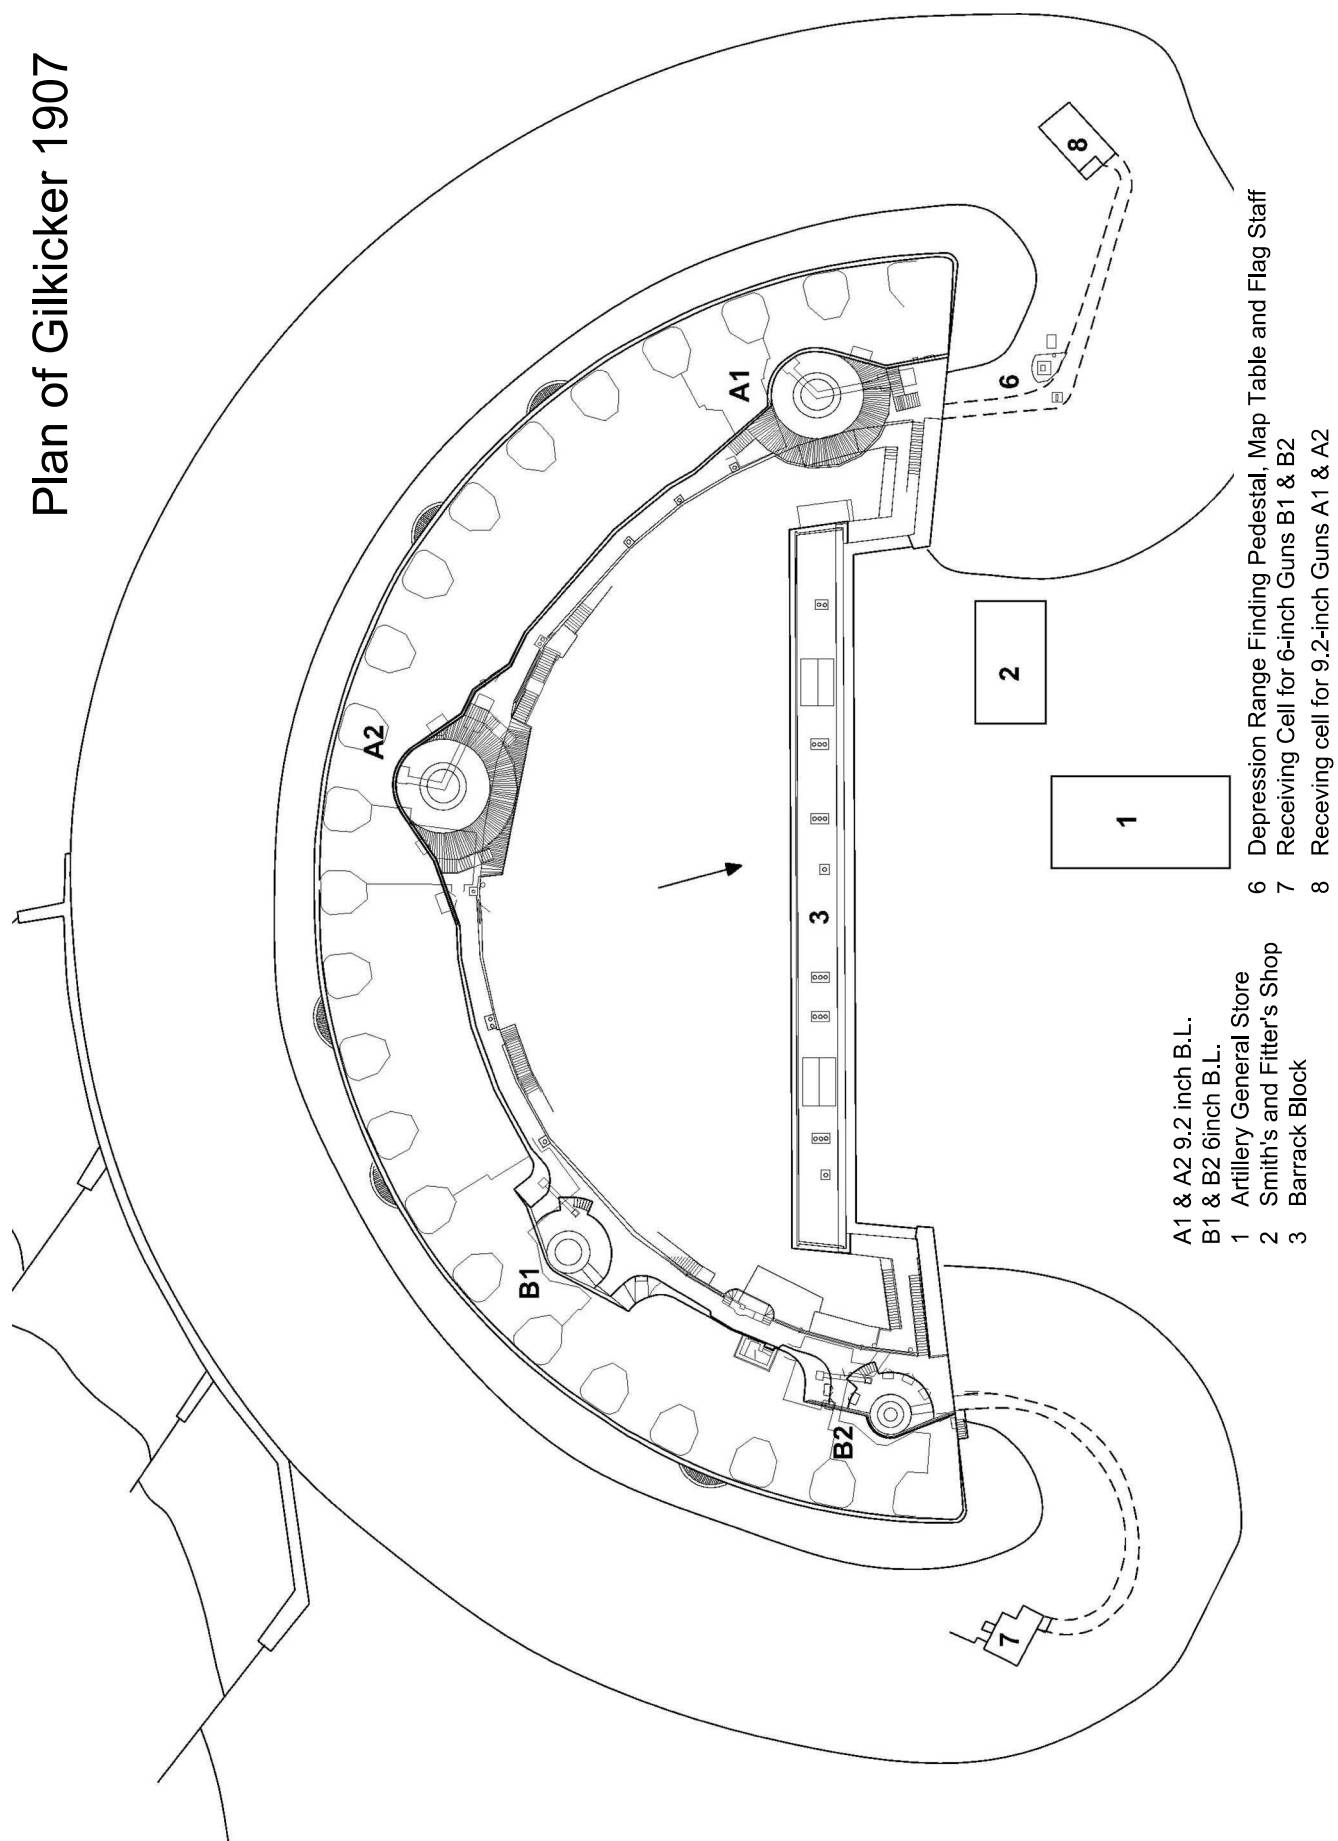 Plan of Gilkicker 1907
8
A1
6
A2
2
1
3
B1
B2
7
A1 & A2 9.2 inch B.L.
B1 & B2 6inch B.L.
1 Artillery General Store
2 Smith's and Fitter's Shop
3 Barrack Block
6 Depression Range Finding Pedestal, Map Table and Flag Staff
7 Receiving Cell for 6-inch Guns B1 & B2
8 Receving cell for 9.2-inch Guns A1 & A2